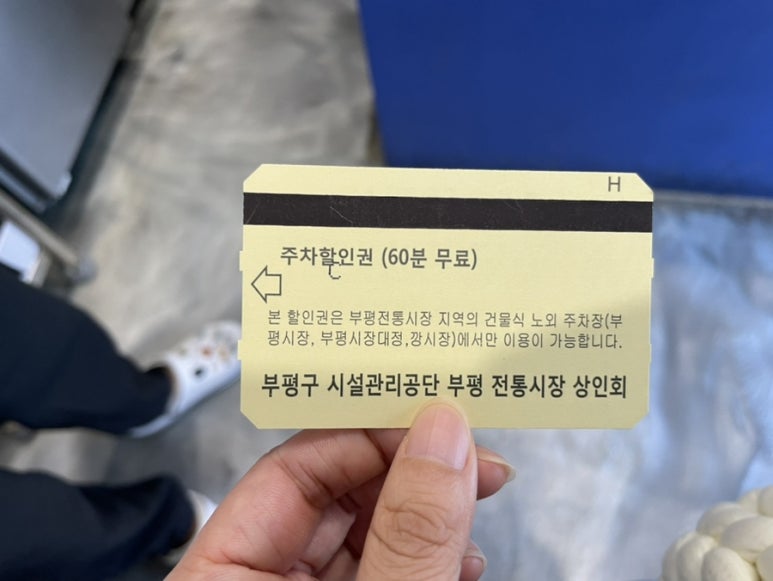 H
주차할인권 (60분 무료)
본 할인권은 부평전통시장 지역의 건물식 노외 주차장(부
평시장, 부평시장대정,깡시장)에서만 이용이 가능합니다.
부평구 시설관리공단 부평 전통시장 상인회